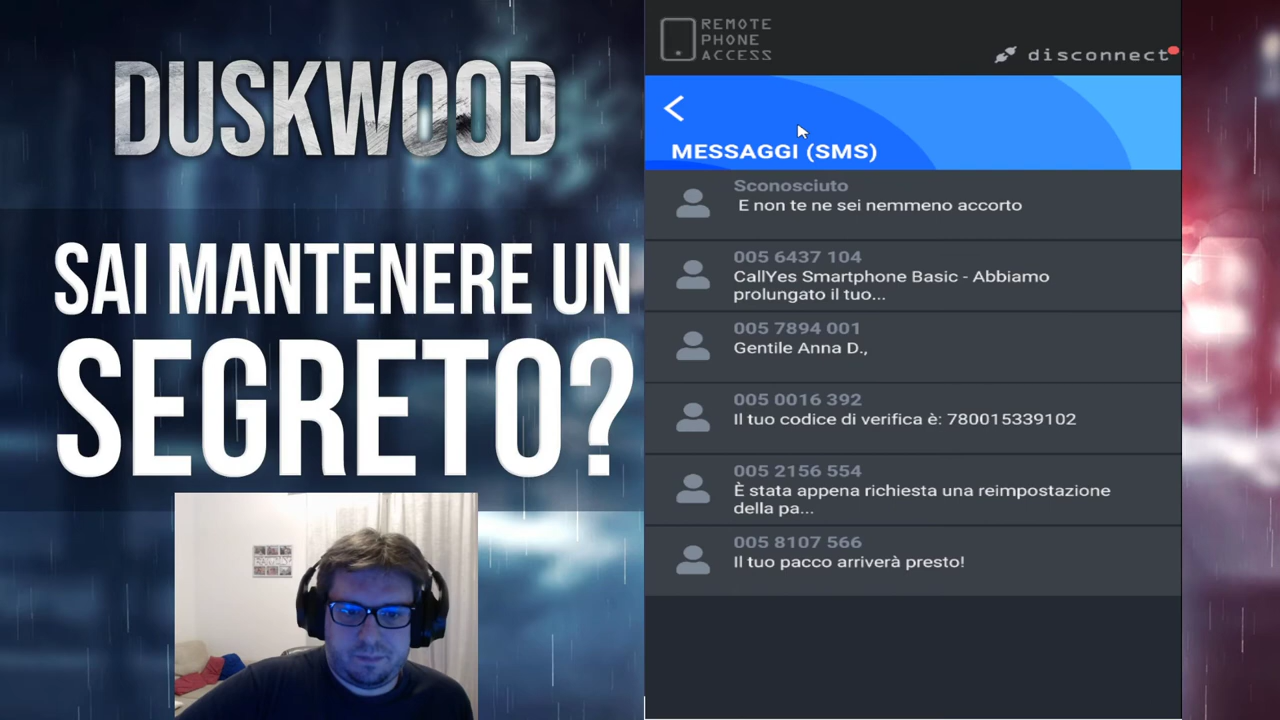 DUSKWOOD
SAI MANTENERE UN
SEGRETO?
REMOTE
PHONE
ACCESS
disconnect
MESSAGGI (SMS)
Sconosciuto
E non te ne sei nemmeno accorto
005 6437 104
CallYes Smartphone Basic - Abbiamo
prolungato il tuo...
005 7894 001
Gentile Anna D.,
005 0016 392
Il tuo codice di verifica è: 780015339102
005 2156 554
È stata appena richiesta una reimpostazione
della pa...
005 8107 566
Il tuo pacco arriverà presto!